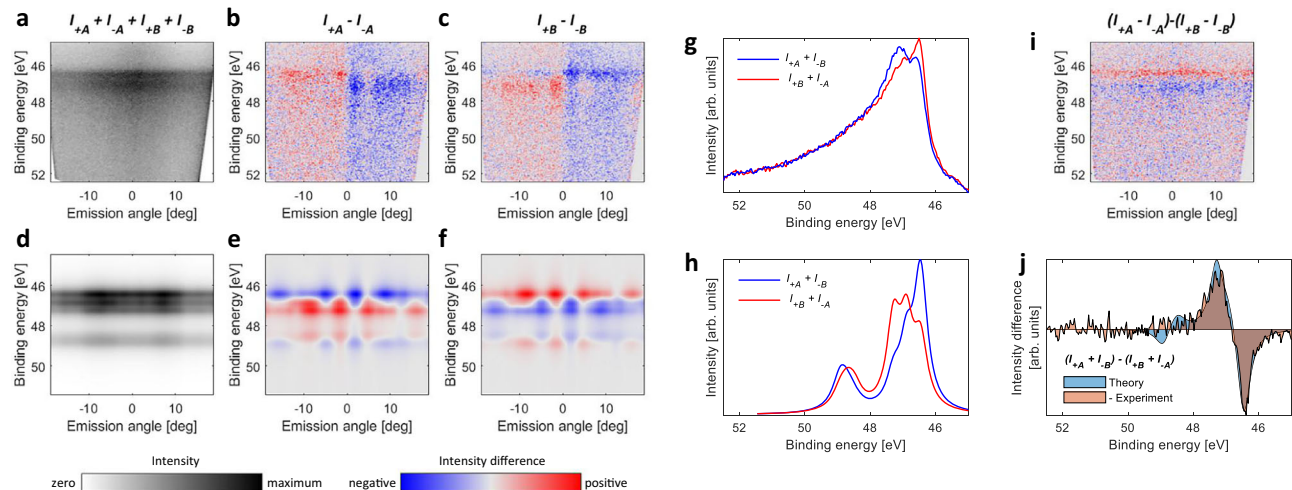 a
I+A + I-A + I+B + I-B
b
I+A - I-A
c
I+B - I-B
Binding energy [eV]
46
48
50
52
-10
0
10
Emission angle [deg]
Binding energy [eV]
46
48
50
52
-10
0
10
Emission angle [deg]
Binding energy [eV]
46
48
50
52
-10
0
10
Emission angle [deg]
d
Binding energy [eV]
46
48
50
-10
0
10
Emission angle [deg]
e
Binding energy [eV]
46
48
50
-10
0
10
Emission angle [deg]
f
Binding energy [eV]
46
48
50
-10
0
10
Emission angle [deg]
Intensity
zero
maximum
Intensity difference
negative
positive
g
Intensity [arb. units]
I+A + I-B
I+B + I-A
52
50
48
46
Binding energy [eV]
h
Intensity [arb. units]
I+A + I-B
I+B + I-A
52
50
48
46
Binding energy [eV]
i
(I+A - I-A)-(I+B - I-B)
Binding energy [eV]
46
48
50
52
-10
0
10
Emission angle [deg]
j
Intensity difference
[arb. units]
(I+A + I-B) - (I+B + I-A)
Theory
- Experiment
52
50
48
46
Binding energy [eV]